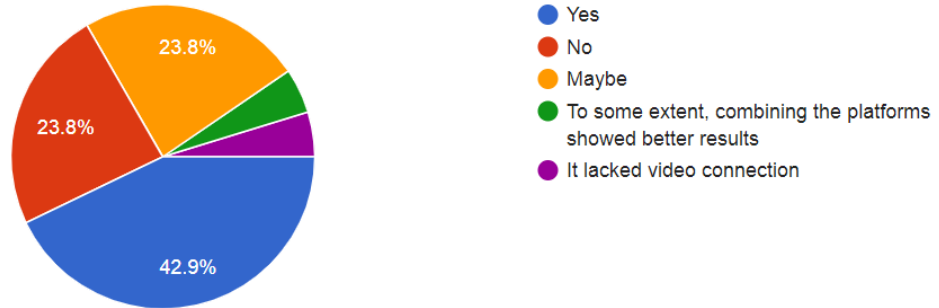 23.8%
23.8%
42.9%
Yes
No
Maybe
To some extent, combining the platforms
showed better results
It lacked video connection